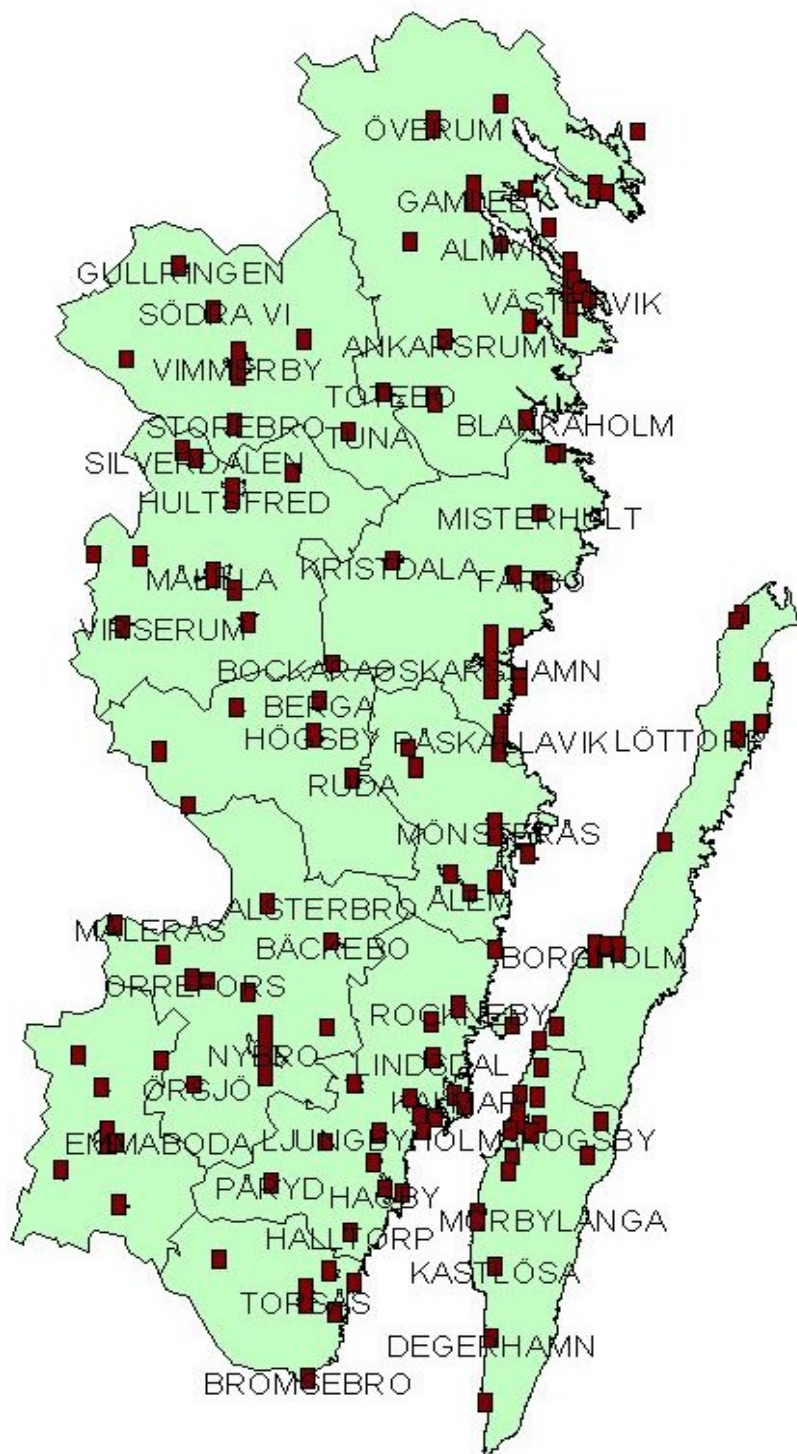 ÖVERUM
GAMLEBY
ALMVIK
GULLRINGEN
SÖDRA VI
VÄSTERVIK
ANKARSRUM
VIMMERBY
TOTEBO
STOREBRO
TUNA
BLANKAHOLM
SILVERDALEN
HULTSFRED
MISTERHULT
KRISTDALA
MÅLILLA
FÅRBO
VIRSERUM
BOCKARA
OSKARSHAMN
BERGA
HÖGSBY
PÅSKALLAVIK
LÖTTORP
RUDA
MÖNSTERÅS
ÅLEM
ALSTERBRO
MÅLERÅS
BÄCKEBO
BORGHOLM
ORREFORS
ROCKNEBY
NYBRO
LINDSDAL
ÖRSJÖ
KALMAR
EMMABODA
LJUNGBYHOLM
ROGSBY
PÅRYD
HAGBY
MÖRBYLÅNGA
HALLTORP
KASTLÖSA
TORSÅS
DEGERHAMN
BRÖMSEBRO